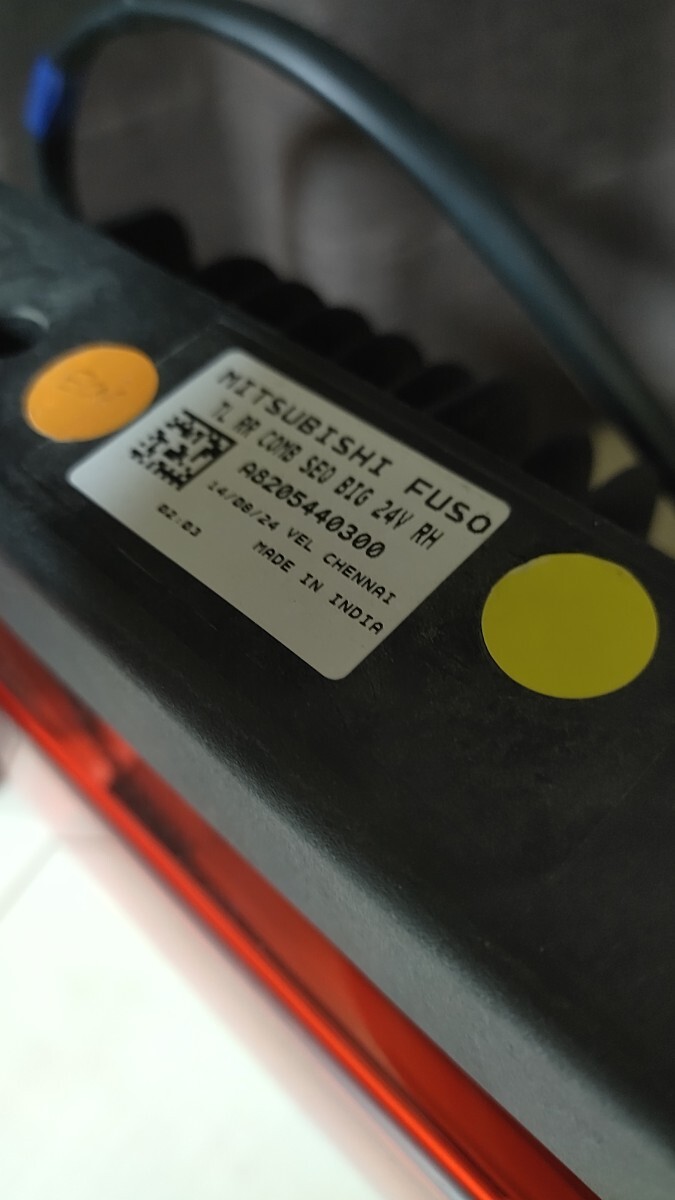 MITSUBISHI FUSO
TL RR COMB SEQ BIG 24V RH
A8205440300
14/08/24 VEL CHENNAI
02:03 MADE IN INDIA